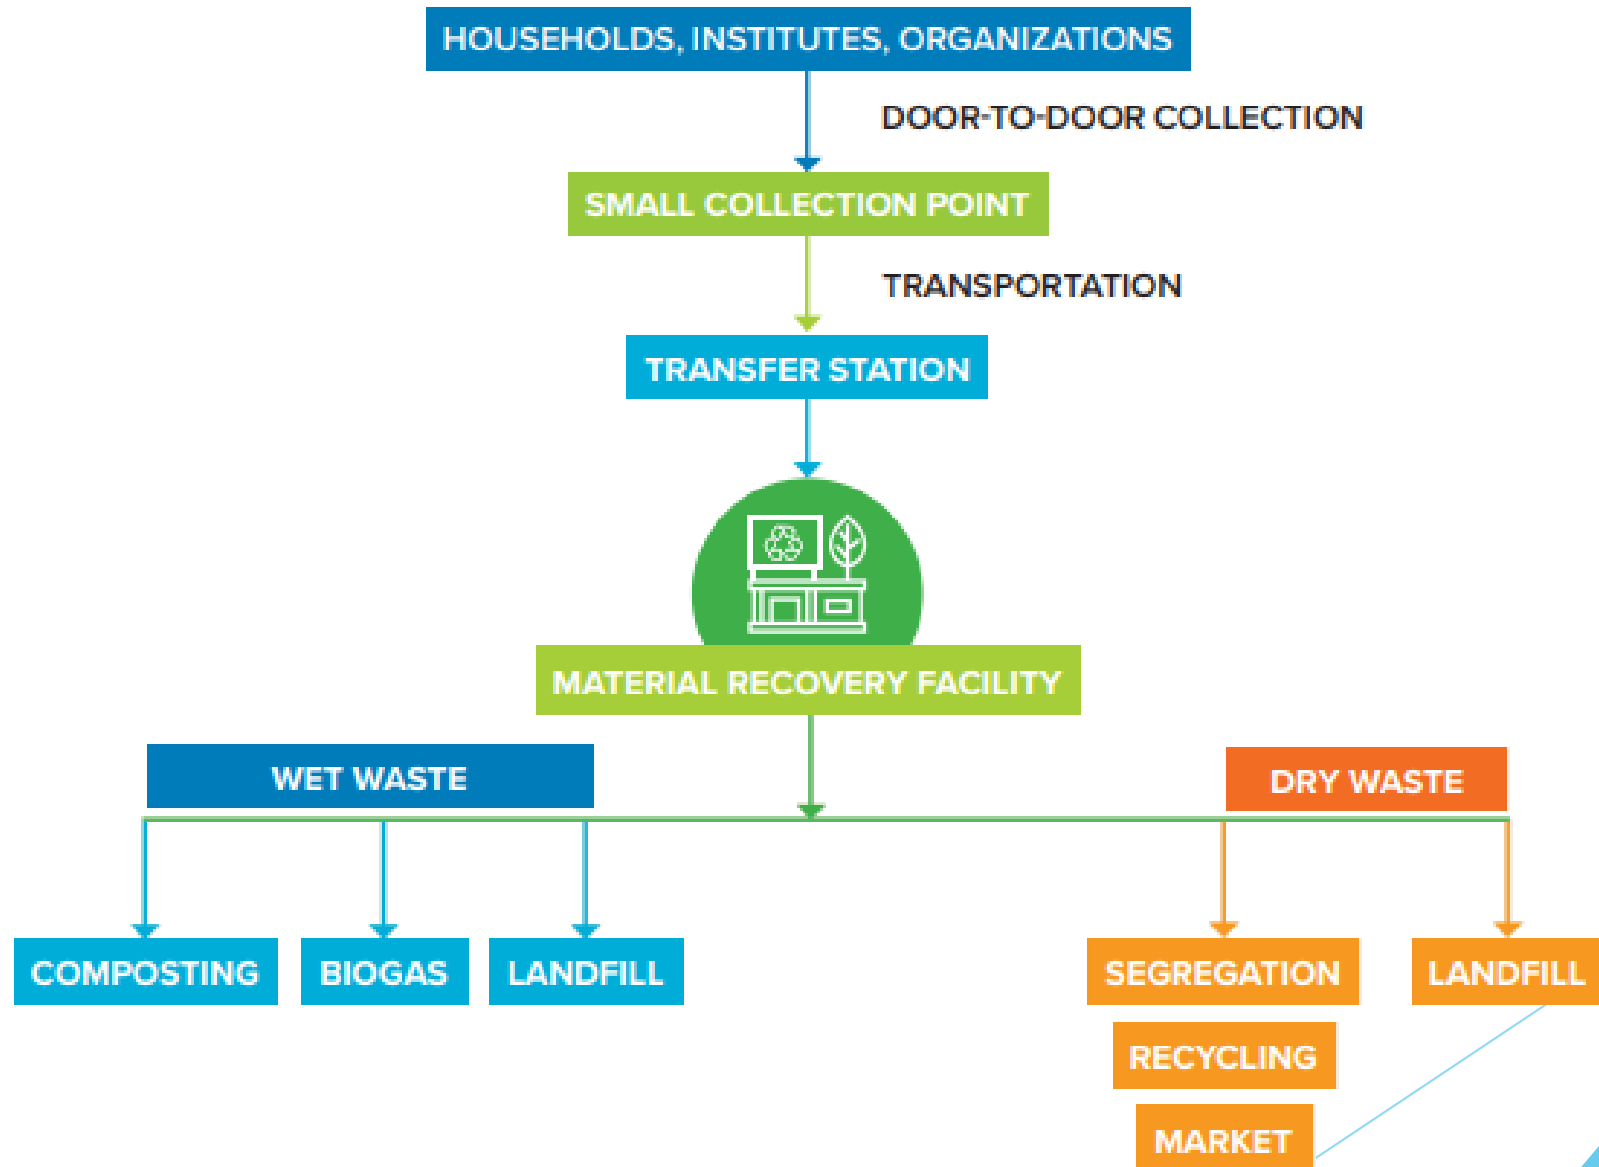 HOUSEHOLDS, INSTITUTES, ORGANIZATIONS
DOOR-TO-DOOR COLLECTION
SMALL COLLECTION POINT
TRANSPORTATION
TRANSFER STATION
MATERIAL RECOVERY FACILITY
WET WASTE
DRY WASTE
COMPOSTING
BIOGAS
LANDFILL
SEGREGATION
LANDFILL
RECYCLING
MARKET